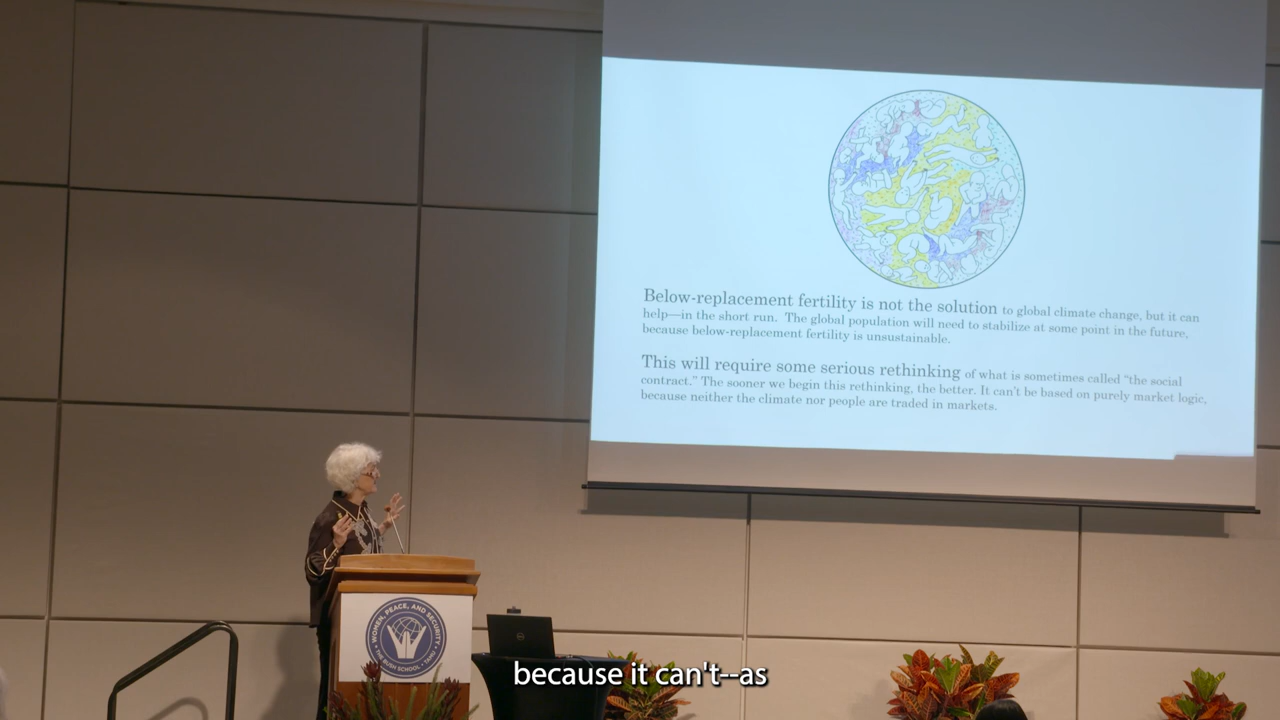 Below-replacement fertility is not the solution to global climate change, but it can
help—in the short run. The global population will need to stabilize at some point in the future,
because below-replacement fertility is unsustainable.
This will require some serious rethinking of what is sometimes called “the social
contract.” The sooner we begin this rethinking, the better. It can't be based on purely market logic,
because neither the climate nor people are traded in markets.
WOMEN, PEACE, AND SECURITY
THE BUSH SCHOOL • TAMU
DELL
because it can't--as